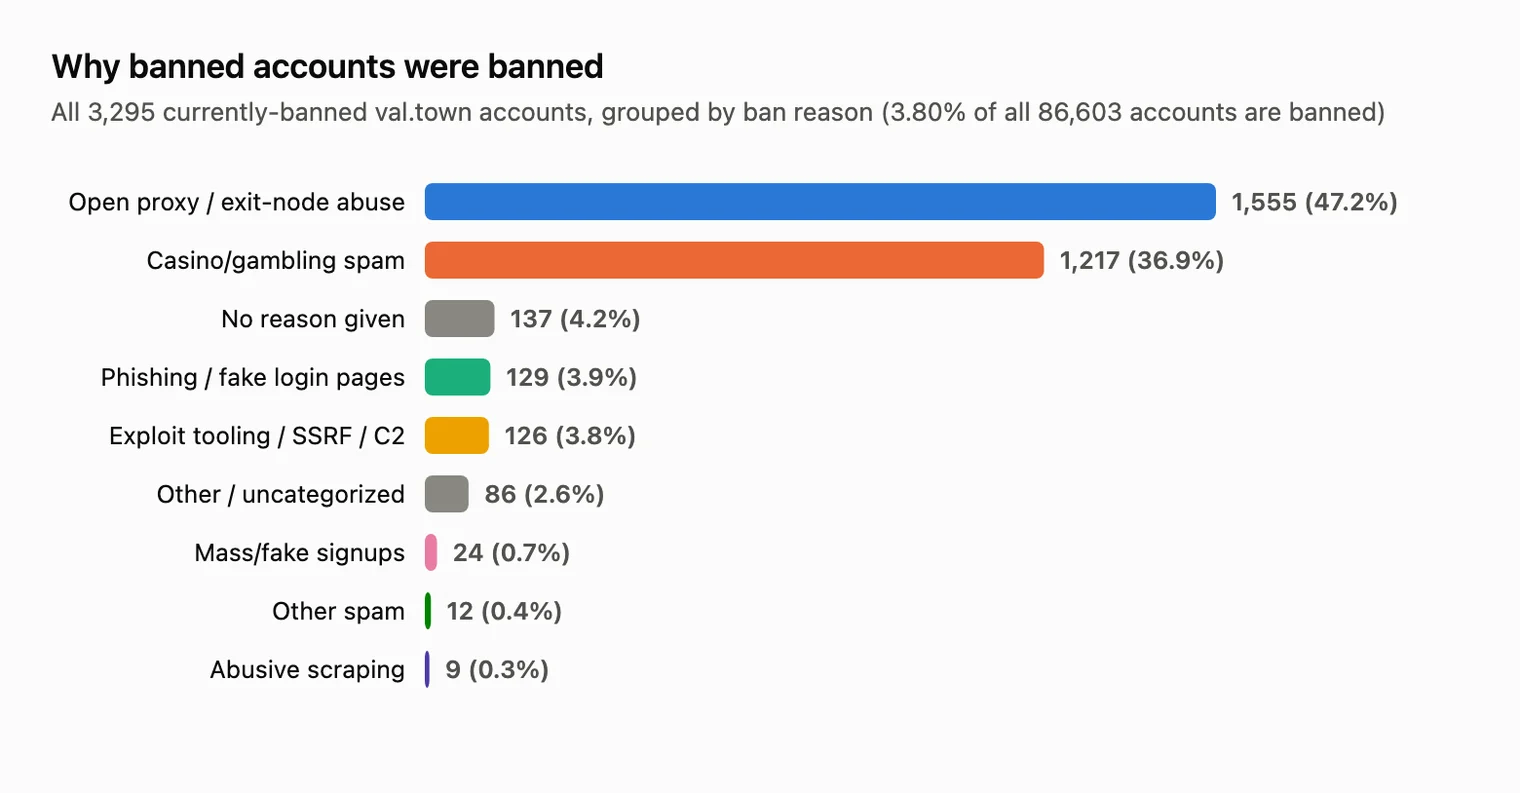 Why banned accounts were banned
All 3,295 currently-banned val.town accounts, grouped by ban reason (3.80% of all 86,603 accounts are banned)
Open proxy / exit-node abuse 1,555 (47.2%)
Casino/gambling spam 1,217 (36.9%)
No reason given 137 (4.2%)
Phishing / fake login pages 129 (3.9%)
Exploit tooling / SSRF / C2 126 (3.8%)
Other / uncategorized 86 (2.6%)
Mass/fake signups 24 (0.7%)
Other spam 12 (0.4%)
Abusive scraping 9 (0.3%)